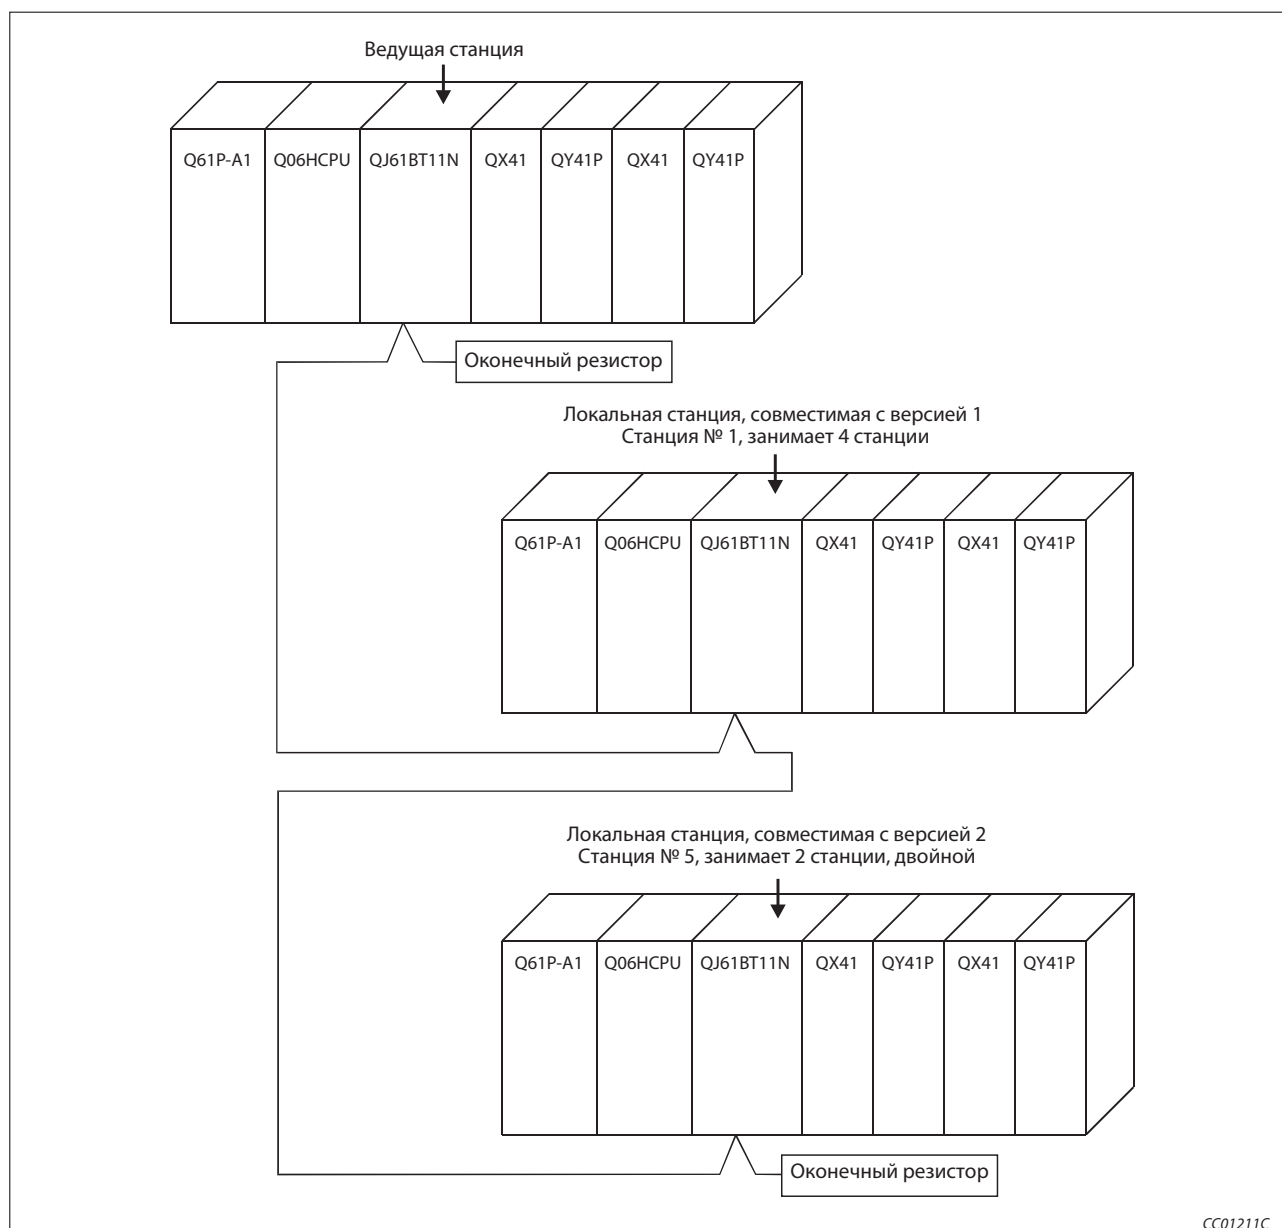 Ведущая станция
Q61P-A1 Q06HCPU QJ61BT11N QX41 QY41P QX41 QY41P
Оконечный резистор
Локальная станция, совместимая с версией 1
Станция № 1, занимает 4 станции
Q61P-A1 Q06HCPU QJ61BT11N QX41 QY41P QX41 QY41P
Локальная станция, совместимая с версией 2
Станция № 5, занимает 2 станции, двойной
Q61P-A1 Q06HCPU QJ61BT11N QX41 QY41P QX41 QY41P
Оконечный резистор
CC01211C